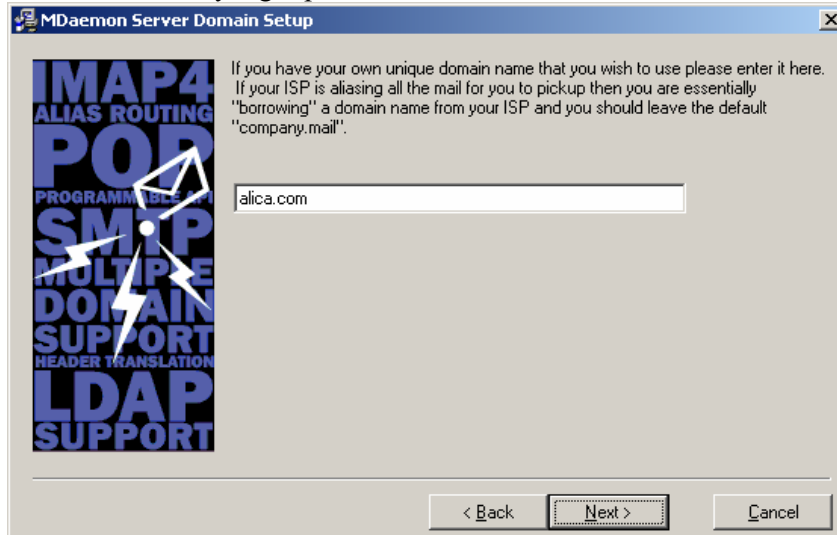 MDaemon Server Domain Setup
If you have your own unique domain name that you wish to use please enter it here.
If your ISP is aliasing all the mail for you to pickup then you are essentially
"borrowing" a domain name from your ISP and you should leave the default
"company.mail".
alica.com
IMAP4
ALIAS ROUTING
POP
PROGRAMMABLE API
SMTP
MULTIPLE
DOMAIN
SUPPORT
HEADER TRANSLATION
LDAP
SUPPORT
< Back Next > Cancel